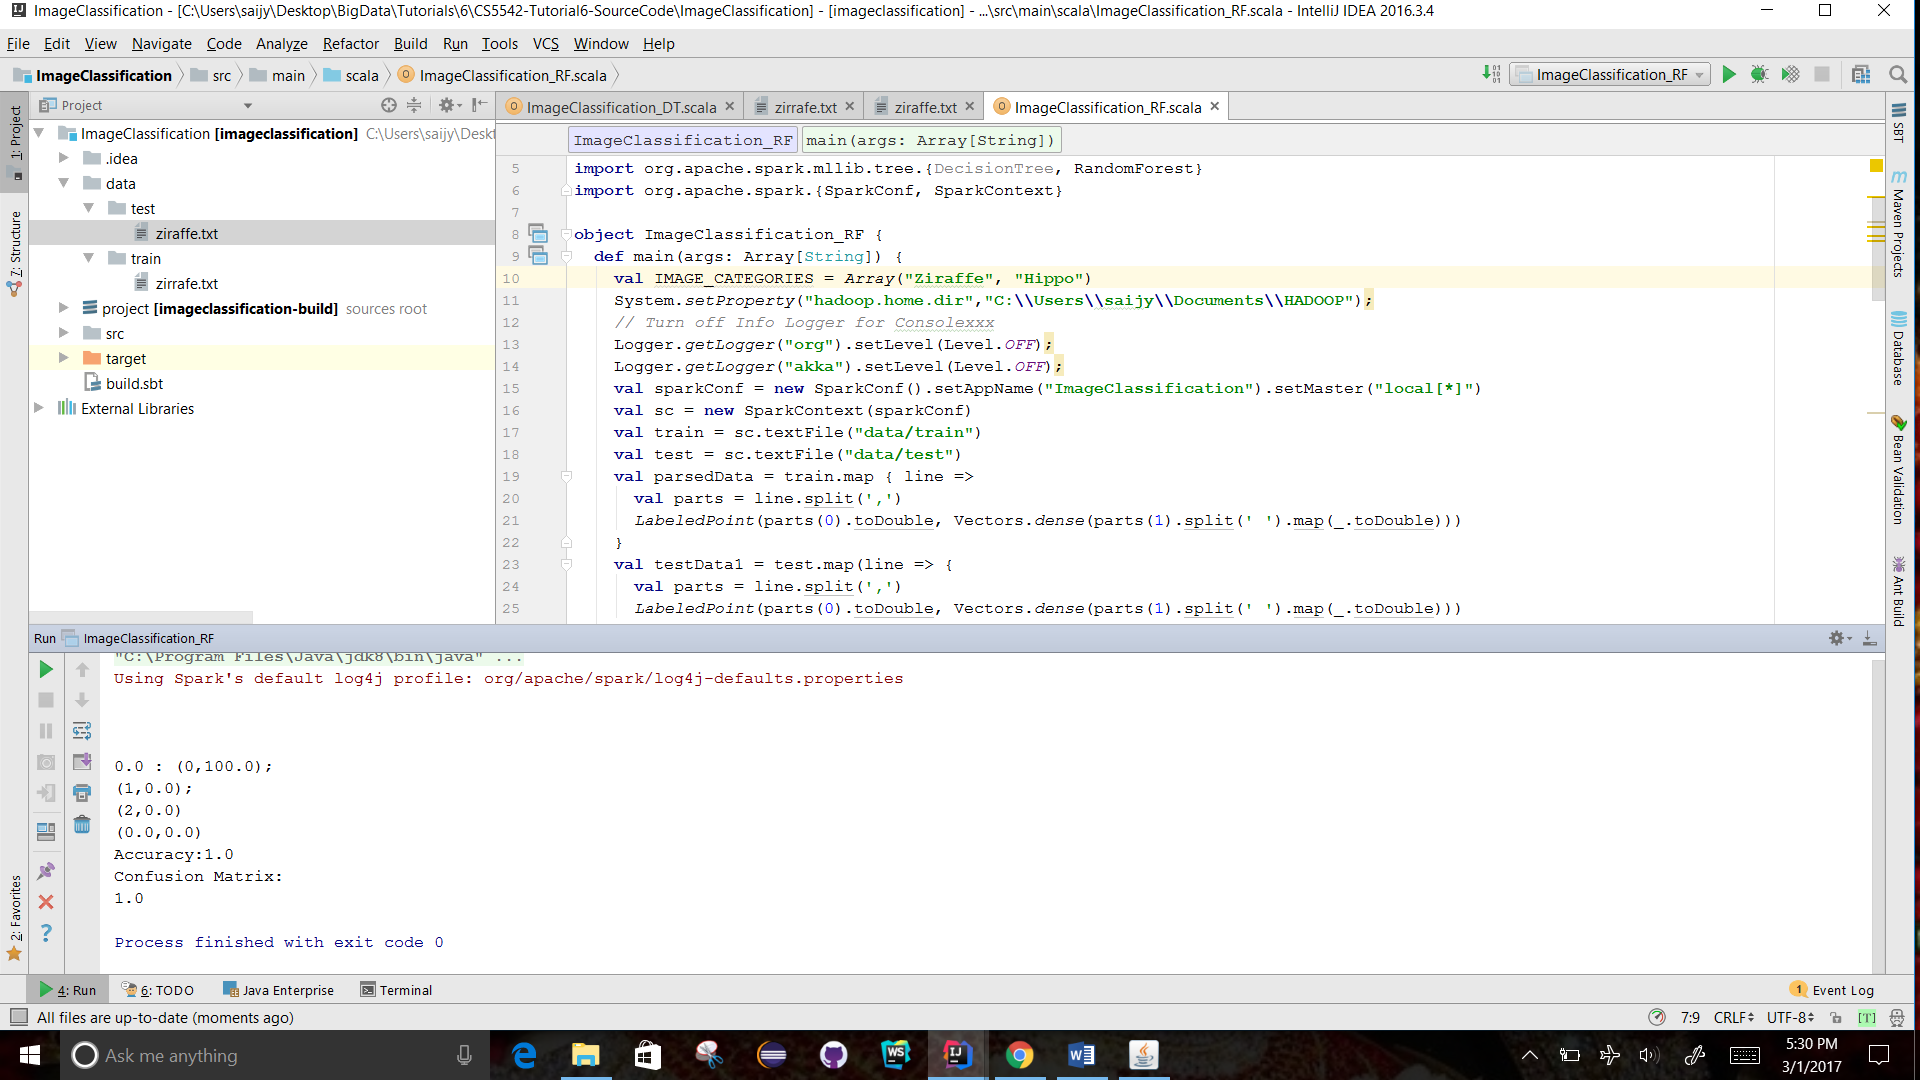 ImageClassification - [C:\Users\saijy\Desktop\BigData\Tutorials\6\CS5542-Tutorial6-SourceCode\ImageClassification] - [imageclassification] - ...\src\main\scala\ImageClassification_RF.scala - IntelliJ IDEA 2016.3.4
File Edit View Navigate Code Analyze Refactor Build Run Tools VCS Window Help
ImageClassification src main scala ImageClassification_RF.scala
ImageClassification_RF
Project
ImageClassification_DT.scala zirrafe.txt ziraffe.txt ImageClassification_RF.scala
ImageClassification [imageclassification] C:\Users\saijy\Deskt
.idea
data
test
ziraffe.txt
train
zirrafe.txt
project [imageclassification-build] sources root
src
target
build.sbt
External Libraries
1: Project
7: Structure
2: Favorites
ImageClassification_RF main(args: Array[String])
5 import org.apache.spark.mllib.tree.{DecisionTree, RandomForest}
6 import org.apache.spark.{SparkConf, SparkContext}
7
8 object ImageClassification_RF {
9 def main(args: Array[String]) {
10 val IMAGE_CATEGORIES = Array("Ziraffe", "Hippo")
11 System.setProperty("hadoop.home.dir","C:\\Users\\saijy\\Documents\\HADOOP");
12 // Turn off Info Logger for Consolexxx
13 Logger.getLogger("org").setLevel(Level.OFF);
14 Logger.getLogger("akka").setLevel(Level.OFF);
15 val sparkConf = new SparkConf().setAppName("ImageClassification").setMaster("local[*]")
16 val sc = new SparkContext(sparkConf)
17 val train = sc.textFile("data/train")
18 val test = sc.textFile("data/test")
19 val parsedData = train.map { line =>
20 val parts = line.split(',')
21 LabeledPoint(parts(0).toDouble, Vectors.dense(parts(1).split(' ').map(_.toDouble)))
22 }
23 val testData1 = test.map(line => {
24 val parts = line.split(',')
25 LabeledPoint(parts(0).toDouble, Vectors.dense(parts(1).split(' ').map(_.toDouble)))
SBT
Maven Projects
Database
Bean Validation
Ant Build
Run ImageClassification_RF
"C:\Program Files\Java\jdk8\bin\java" ...
Using Spark's default log4j profile: org/apache/spark/log4j-defaults.properties
0.0 : (0,100.0);
(1,0.0);
(2,0.0)
(0.0,0.0)
Accuracy:1.0
Confusion Matrix:
1.0
Process finished with exit code 0
4: Run 6: TODO Java Enterprise Terminal
1 Event Log
All files are up-to-date (moments ago)
7:9 CRLF UTF-8 [T]
Ask me anything
5:30 PM
3/1/2017